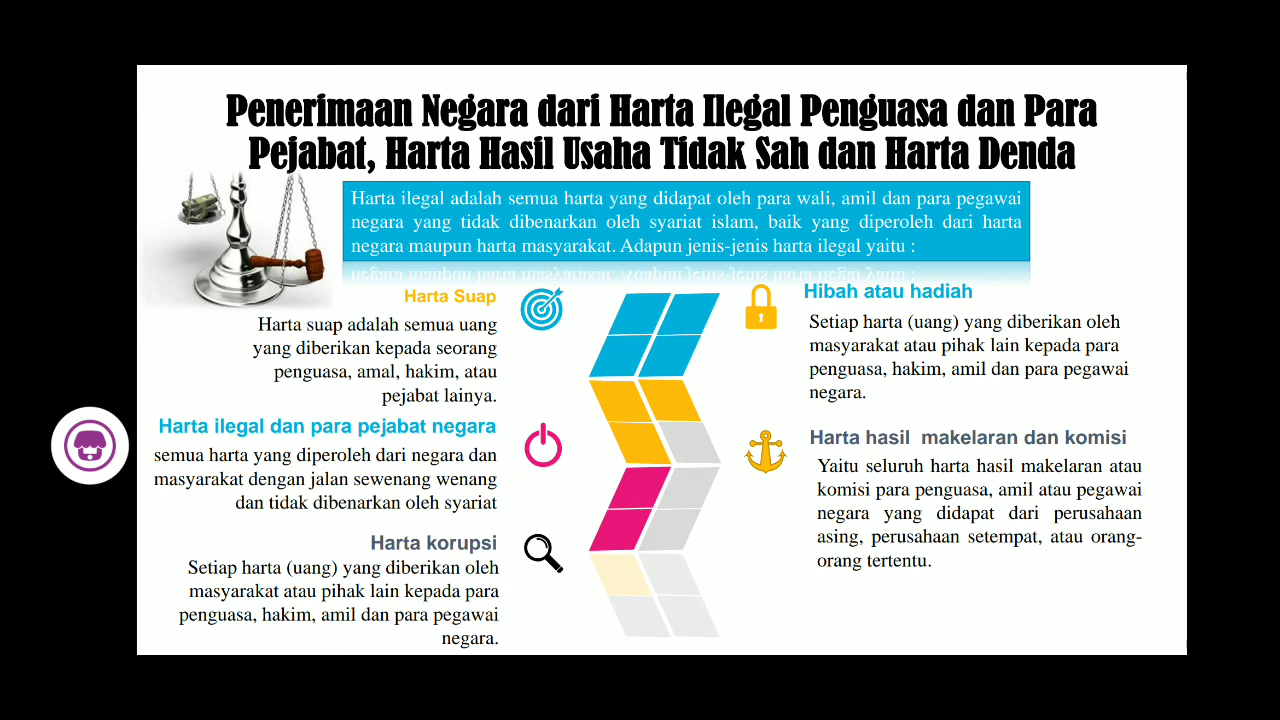 Penerimaan Negara dari Harta Ilegal Penguasa dan Para
Pejabat, Harta Hasil Usaha Tidak Sah dan Harta Denda
Harta ilegal adalah semua harta yang didapat oleh para wali, amil dan para pegawai
negara yang tidak dibenarkan oleh syariat islam, baik yang diperoleh dari harta
negara maupun harta masyarakat. Adapun jenis-jenis harta ilegal yaitu :
Harta Suap
Harta suap adalah semua uang
yang diberikan kepada seorang
penguasa, amal, hakim, atau
pejabat lainya.
Harta ilegal dan para pejabat negara
semua harta yang diperoleh dari negara dan
masyarakat dengan jalan sewenang wenang
dan tidak dibenarkan oleh syariat
Harta korupsi
Setiap harta (uang) yang diberikan oleh
masyarakat atau pihak lain kepada para
penguasa, hakim, amil dan para pegawai
negara.
Hibah atau hadiah
Setiap harta (uang) yang diberikan oleh
masyarakat atau pihak lain kepada para
penguasa, hakim, amil dan para pegawai
negara.
Harta hasil  makelaran dan komisi
Yaitu seluruh harta hasil makelaran atau
komisi para penguasa, amil atau pegawai
negara yang didapat dari perusahaan
asing, perusahaan setempat, atau orang-
orang tertentu.